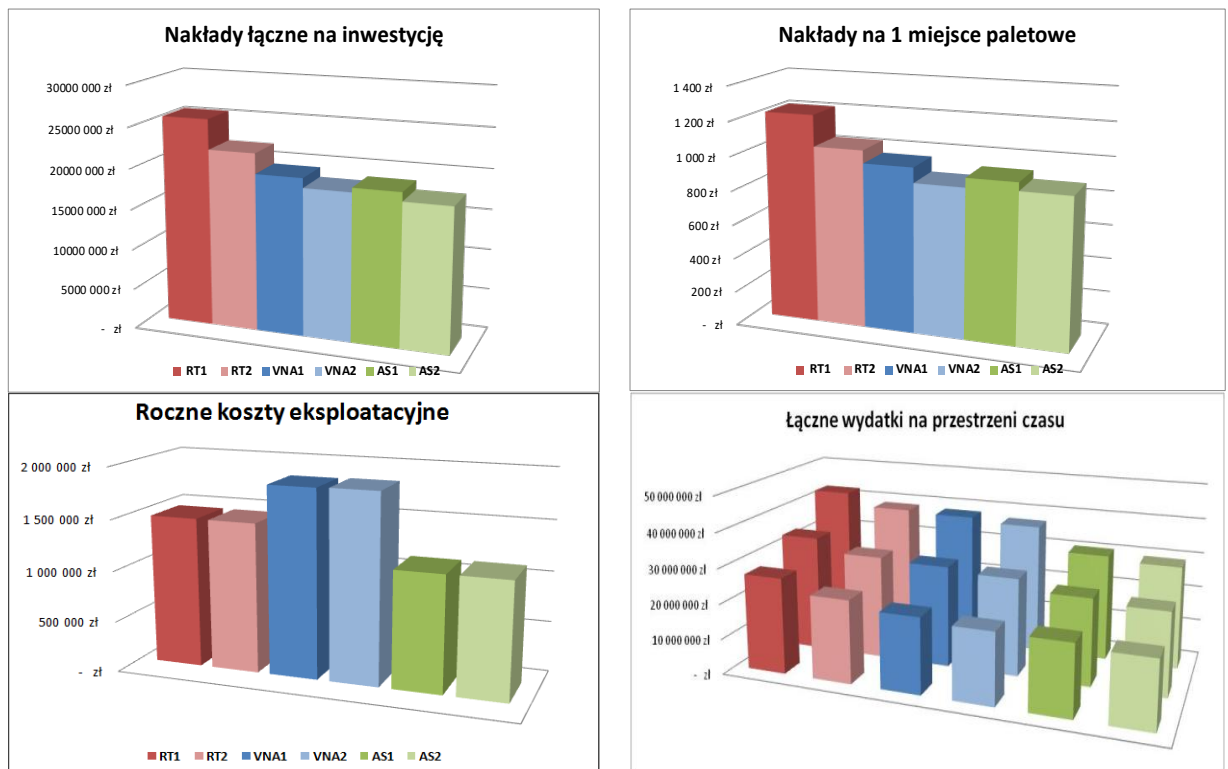 Nakłady łączne na inwestycję
30000 000 zł
25000 000 zł
20000 000 zł
15000 000 zł
10000 000 zł
5000 000 zł
- zł
RT1 RT2 VNA1 VNA2 AS1 AS2
Nakłady na 1 miejsce paletowe
1 400 zł
1 200 zł
1 000 zł
800 zł
600 zł
400 zł
200 zł
- zł
RT1 RT2 VNA1 VNA2 AS1 AS2
Roczne koszty eksploatacyjne
2 000 000 zł
1 500 000 zł
1 000 000 zł
500 000 zł
- zł
RT1 RT2 VNA1 VNA2 AS1 AS2
Łączne wydatki na przestrzeni czasu
50 000 000 zł
40 000 000 zł
30 000 000 zł
20 000 000 zł
10 000 000 zł
- zł